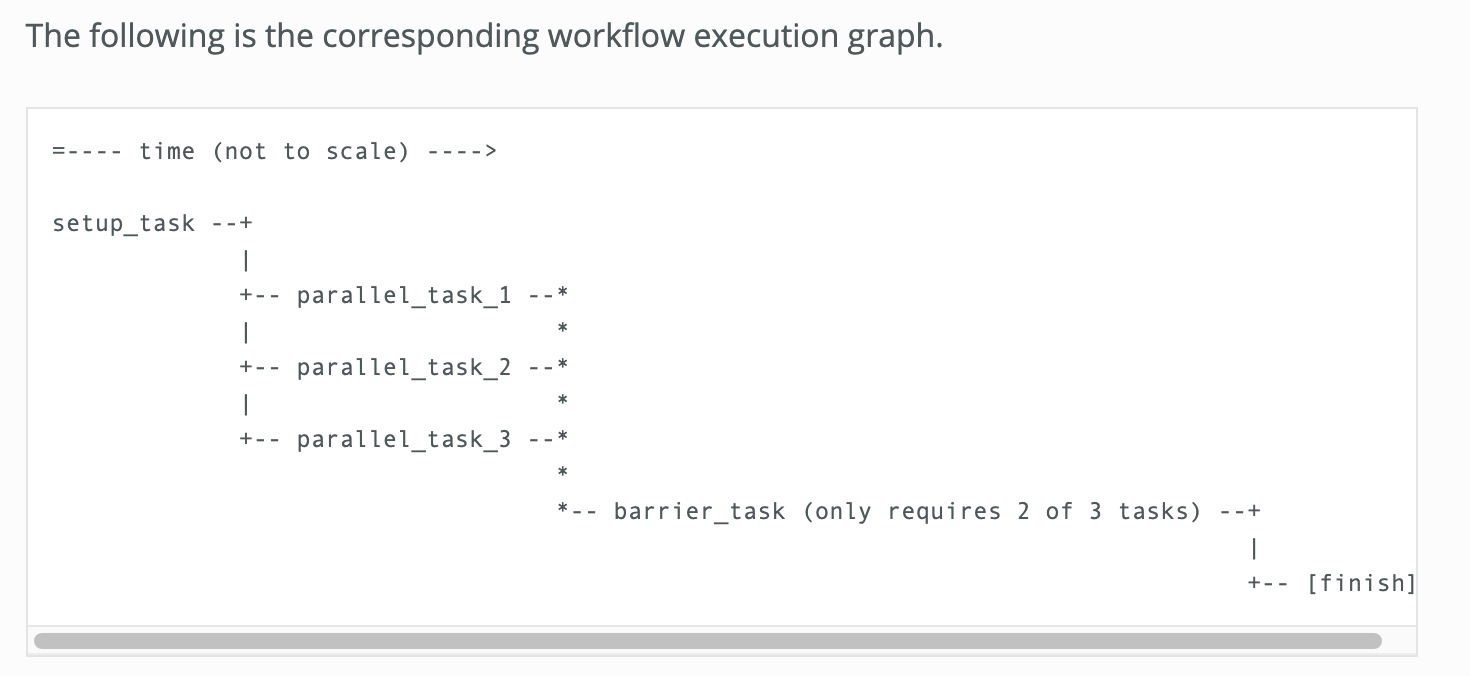 The following is the corresponding workflow execution graph.
=---- time (not to scale) ---->
setup_task --+
             |
             +-- parallel_task_1 --*
             |                     *
             +-- parallel_task_2 --*
             |                     *
             +-- parallel_task_3 --*
                                   *
                                   *-- barrier_task (only requires 2 of 3 tasks) --+
                                                                                   |
                                                                                   +-- [finish]